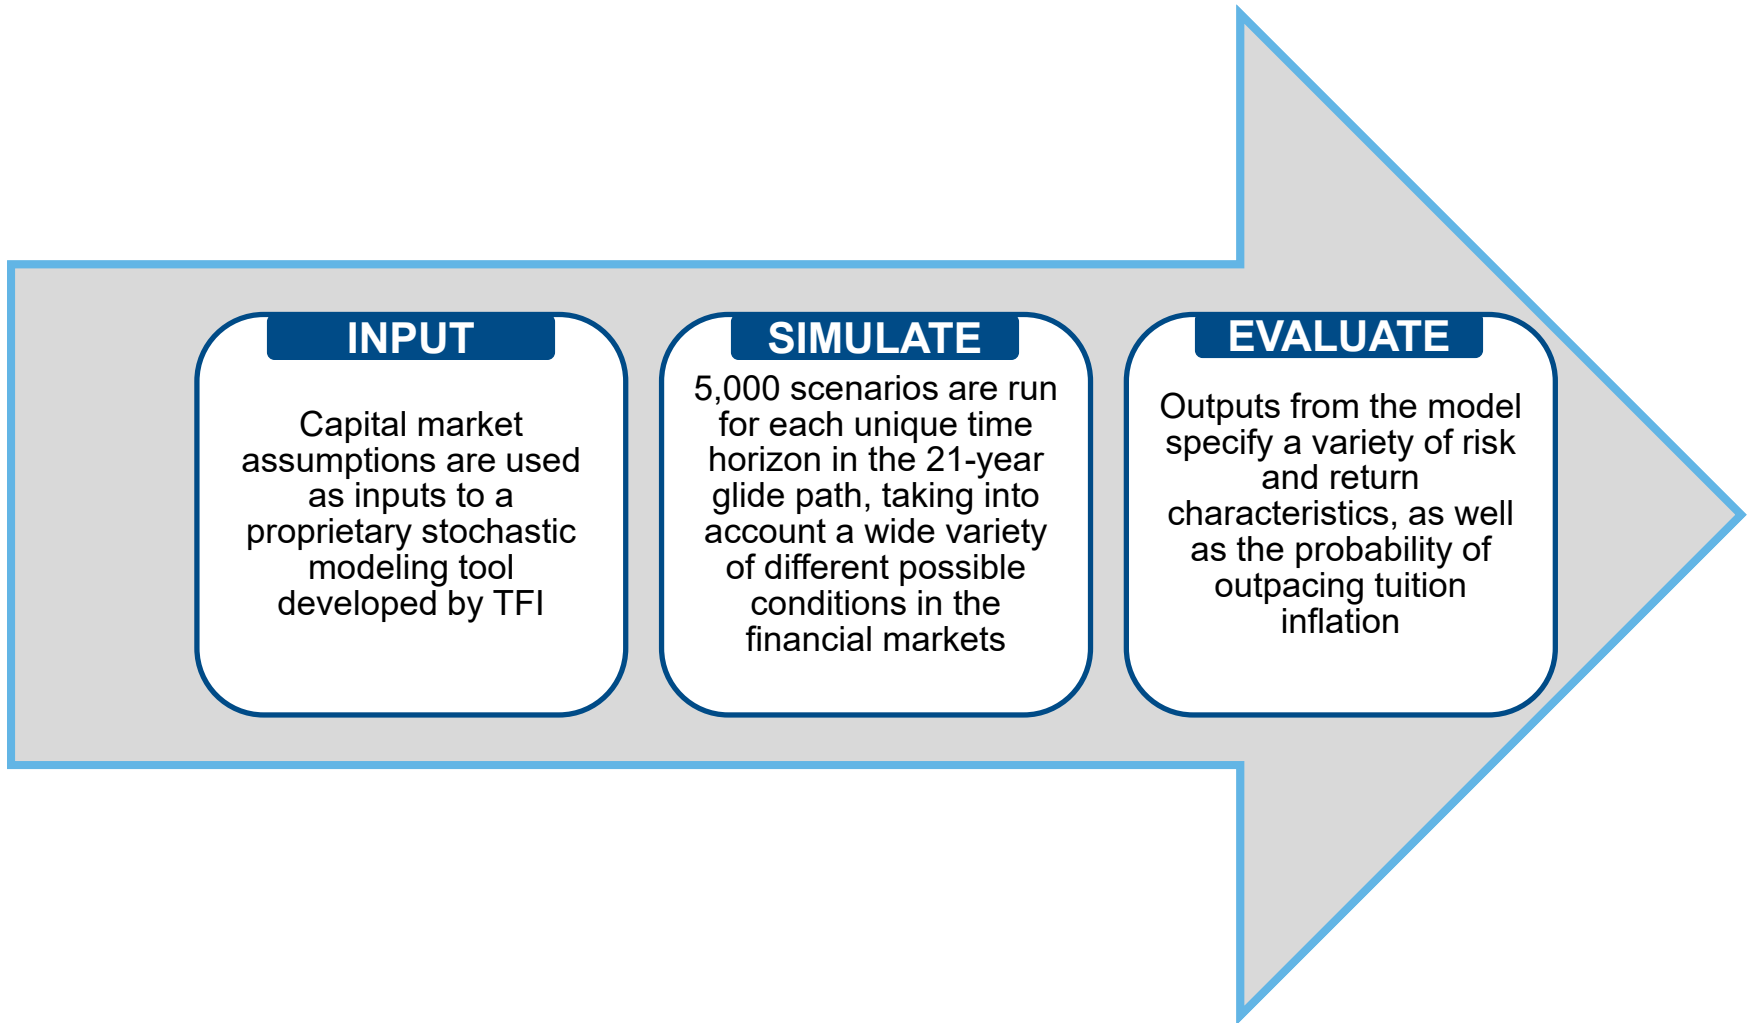 INPUT
Capital market
assumptions are used
as inputs to a
proprietary stochastic
modeling tool
developed by TFI
SIMULATE
5,000 scenarios are run
for each unique time
horizon in the 21-year
glide path, taking into
account a wide variety
of different possible
conditions in the
financial markets
EVALUATE
Outputs from the model
specify a variety of risk
and return
characteristics, as well
as the probability of
outpacing tuition
inflation